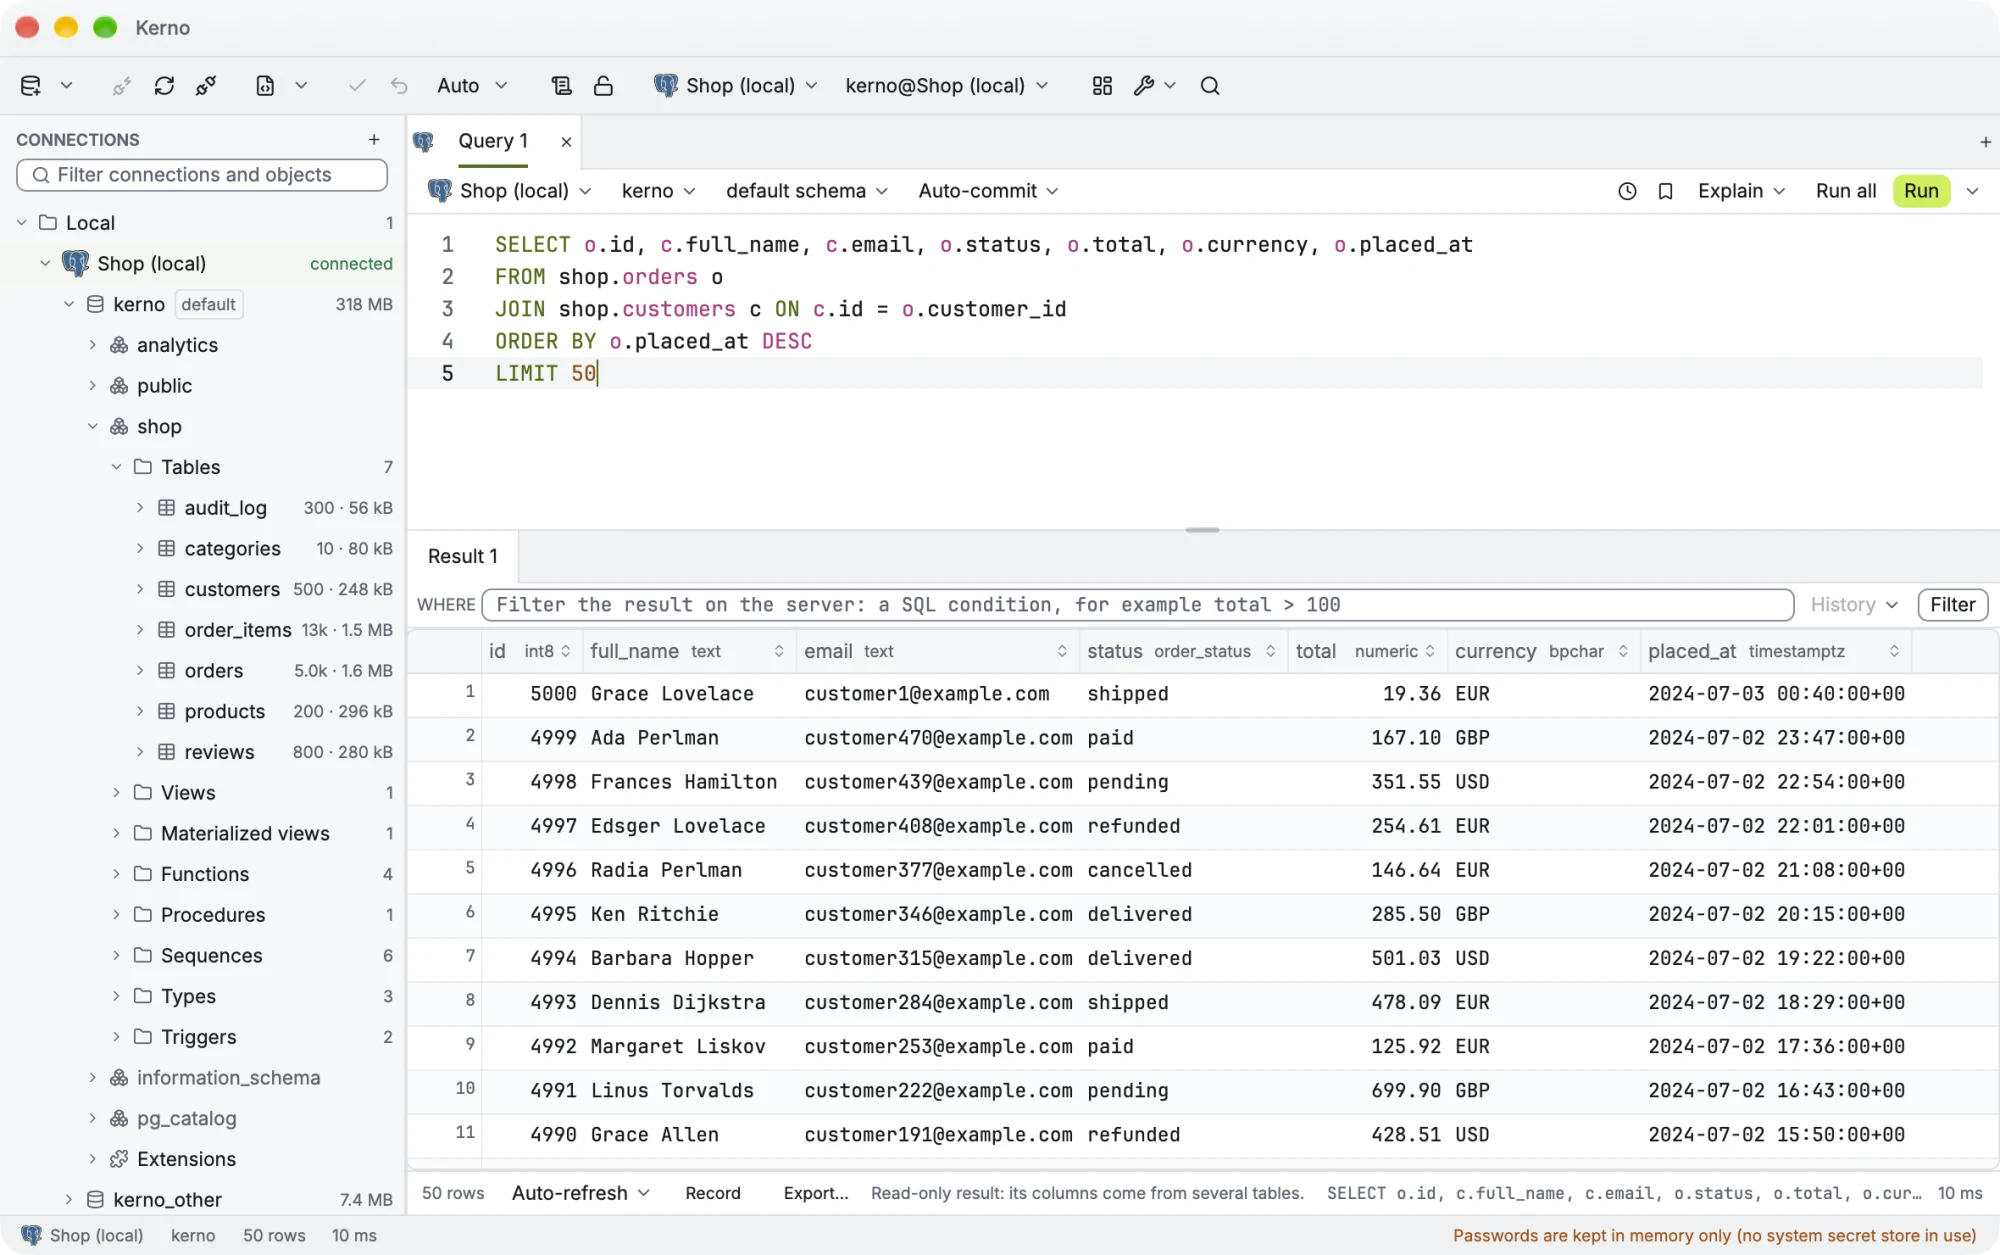 Kerno
Auto
Shop (local)
kerno@Shop (local)
CONNECTIONS
+
Filter connections and objects
Local 1
Shop (local) connected
kerno default 318 MB
analytics
public
shop
Tables 7
audit_log 300 · 56 kB
categories 10 · 80 kB
customers 500 · 248 kB
order_items 13k · 1.5 MB
orders 5.0k · 1.6 MB
products 200 · 296 kB
reviews 800 · 280 kB
Views 1
Materialized views 1
Functions 4
Procedures 1
Sequences 6
Types 3
Triggers 2
information_schema
pg_catalog
Extensions
kerno_other 7.4 MB
Query 1
Shop (local) kerno default schema Auto-commit Explain Run all Run
1 SELECT o.id, c.full_name, c.email, o.status, o.total, o.currency, o.placed_at
2 FROM shop.orders o
3 JOIN shop.customers c ON c.id = o.customer_id
4 ORDER BY o.placed_at DESC
5 LIMIT 50
Result 1
WHERE Filter the result on the server: a SQL condition, for example total > 100 History Filter
id int8 full_name text email text status order_status total numeric currency bpchar placed_at timestamptz
1 5000 Grace Lovelace customer1@example.com shipped 19.36 EUR 2024-07-03 00:40:00+00
2 4999 Ada Perlman customer470@example.com paid 167.10 GBP 2024-07-02 23:47:00+00
3 4998 Frances Hamilton customer439@example.com pending 351.55 USD 2024-07-02 22:54:00+00
4 4997 Edsger Lovelace customer408@example.com refunded 254.61 EUR 2024-07-02 22:01:00+00
5 4996 Radia Perlman customer377@example.com cancelled 146.64 EUR 2024-07-02 21:08:00+00
6 4995 Ken Ritchie customer346@example.com delivered 285.50 GBP 2024-07-02 20:15:00+00
7 4994 Barbara Hopper customer315@example.com delivered 501.03 USD 2024-07-02 19:22:00+00
8 4993 Dennis Dijkstra customer284@example.com shipped 478.09 EUR 2024-07-02 18:29:00+00
9 4992 Margaret Liskov customer253@example.com paid 125.92 EUR 2024-07-02 17:36:00+00
10 4991 Linus Torvalds customer222@example.com pending 699.90 GBP 2024-07-02 16:43:00+00
11 4990 Grace Allen customer191@example.com refunded 428.51 USD 2024-07-02 15:50:00+00
50 rows Auto-refresh Record Export... Read-only result: its columns come from several tables. SELECT o.id, c.full_name, c.email, o.status, o.total, o.cur… 10 ms
Shop (local) kerno 50 rows 10 ms Passwords are kept in memory only (no system secret store in use)